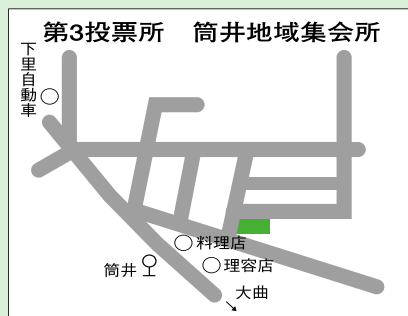 第3投票所　筒井地域集会所
下里自動車
料理店
筒井
理容店
大曲